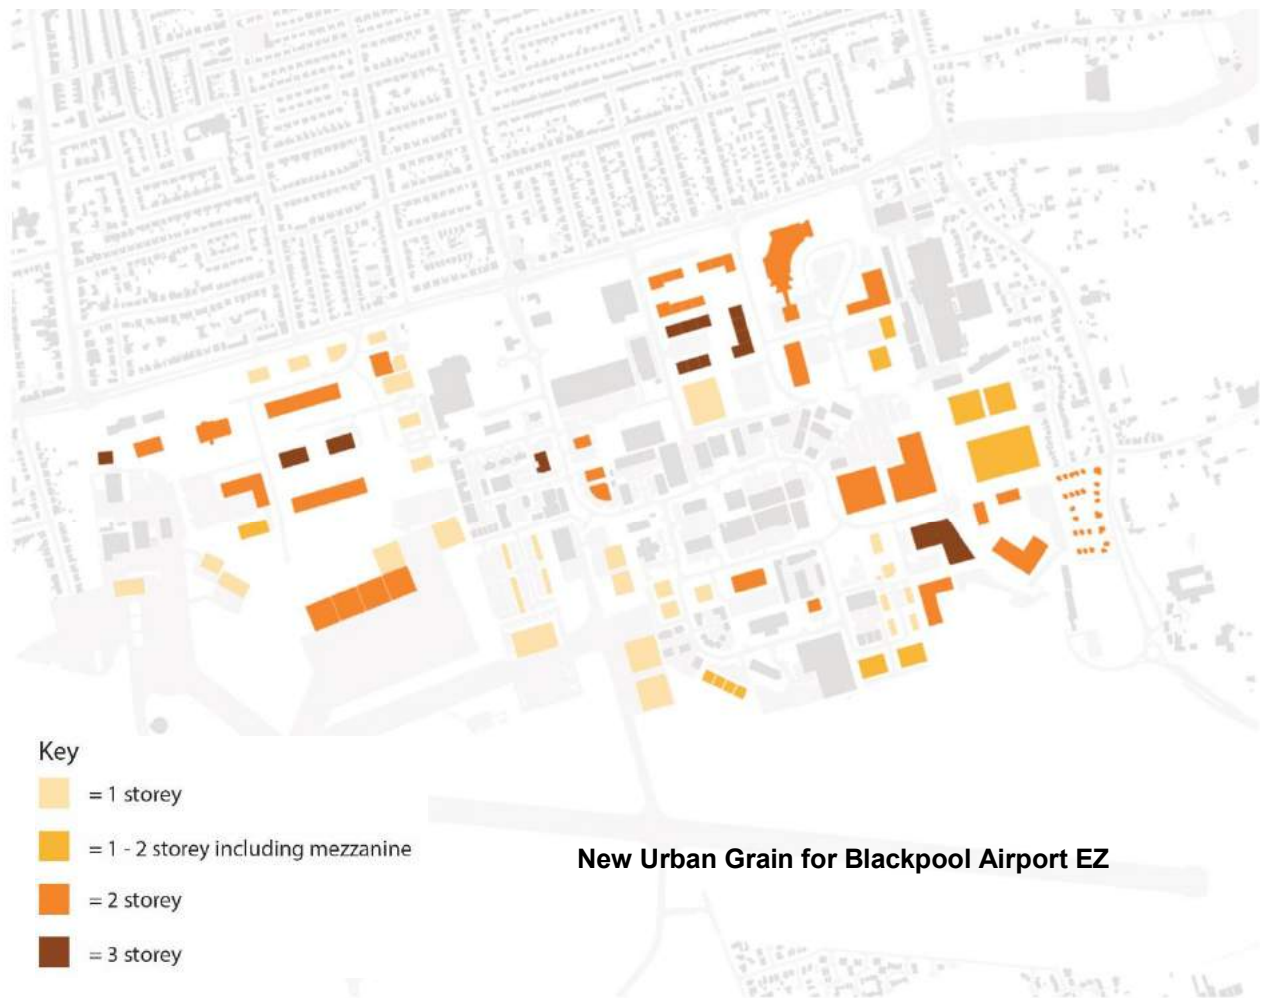 Key
= 1 storey
= 1 - 2 storey including mezzanine
= 2 storey
= 3 storey
New Urban Grain for Blackpool Airport EZ